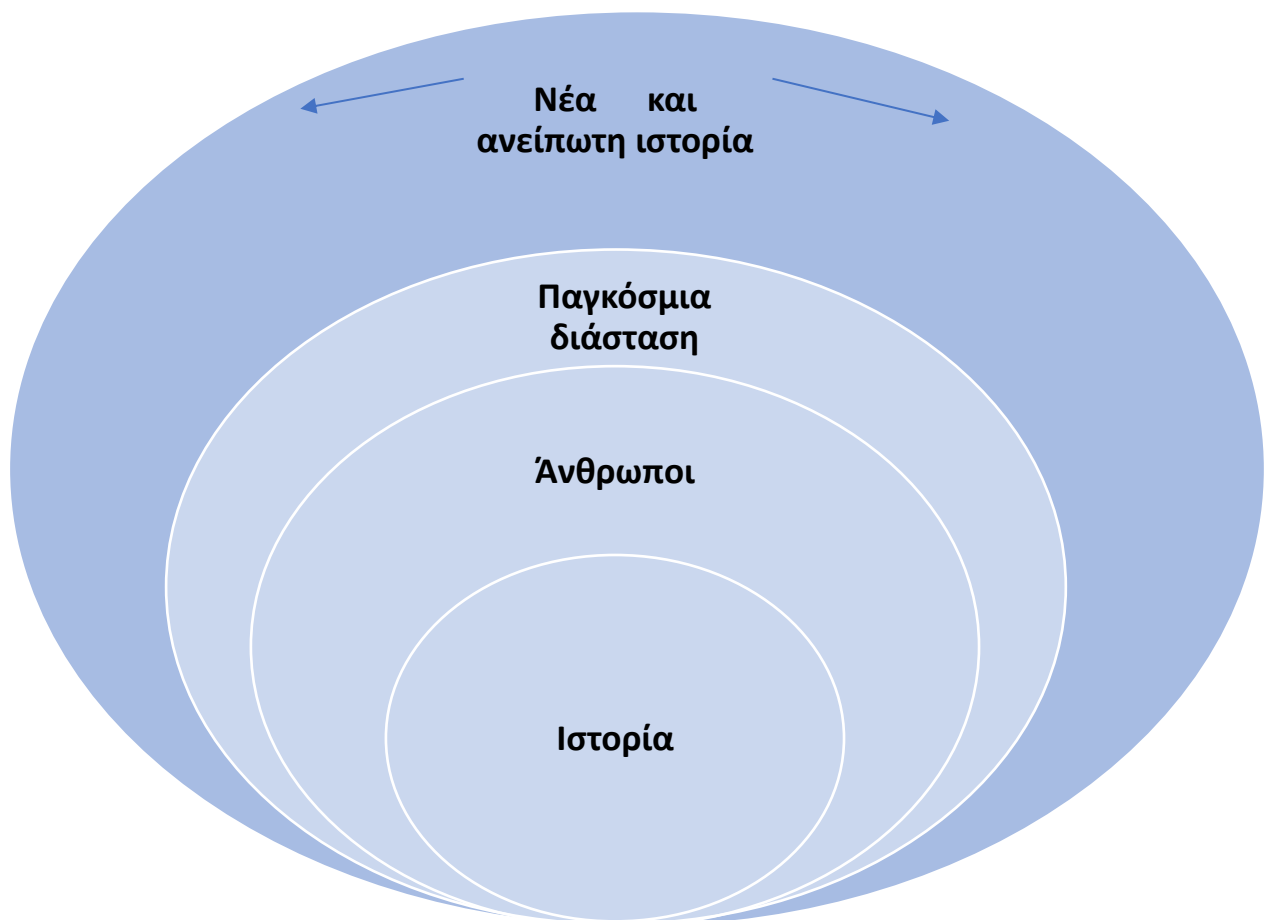 Νέα και
ανείπωτη ιστορία
Παγκόσμια
διάσταση
Άνθρωποι
Ιστορία